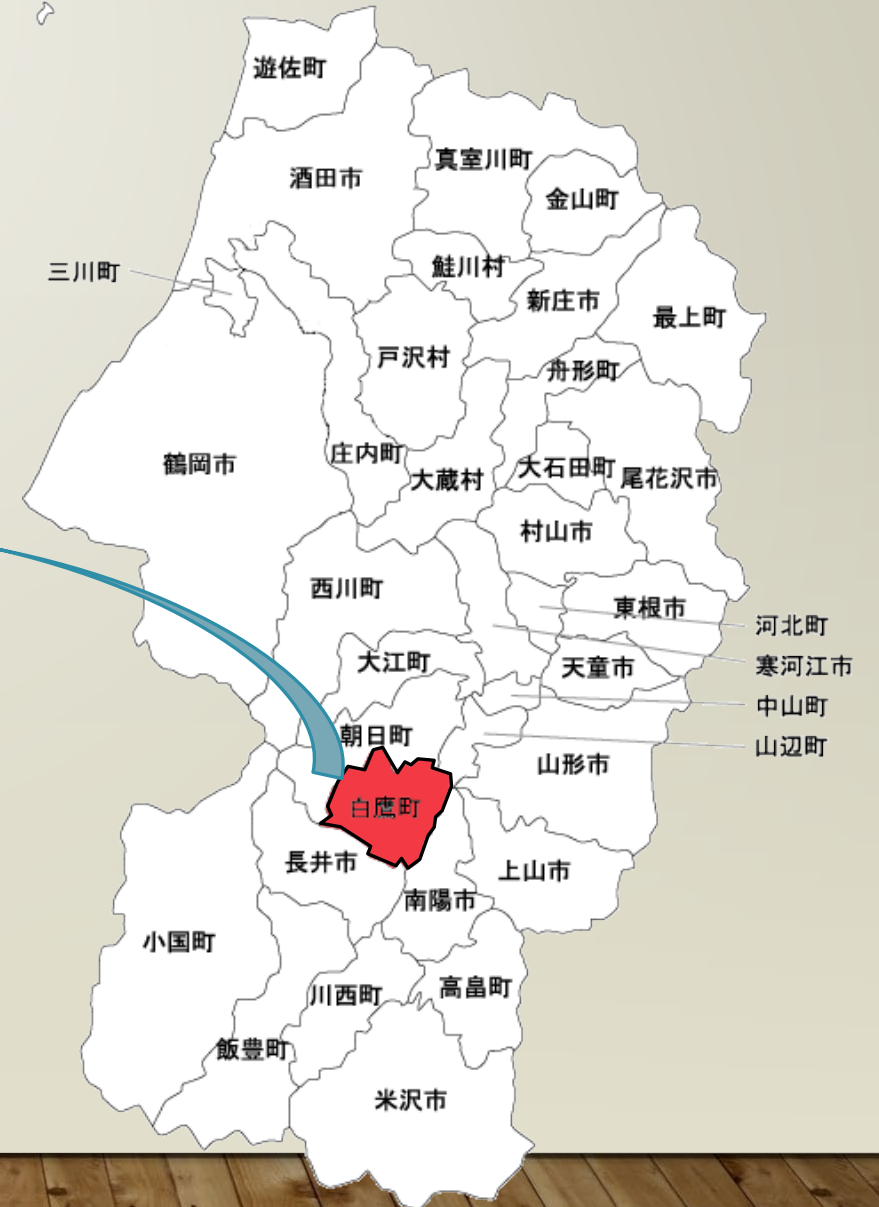 遊佐町
真室川町
酒田市
金山町
三川町
鮭川村
新庄市
最上町
戸沢村
舟形町
鶴岡市
庄内町
大蔵村
大石田町
尾花沢市
村山市
西川町
東根市
河北町
大江町
天童市
寒河江市
中山町
朝日町
山辺町
山形市
白鷹町
長井市
上山市
南陽市
小国町
川西町
高畠町
飯豊町
米沢市